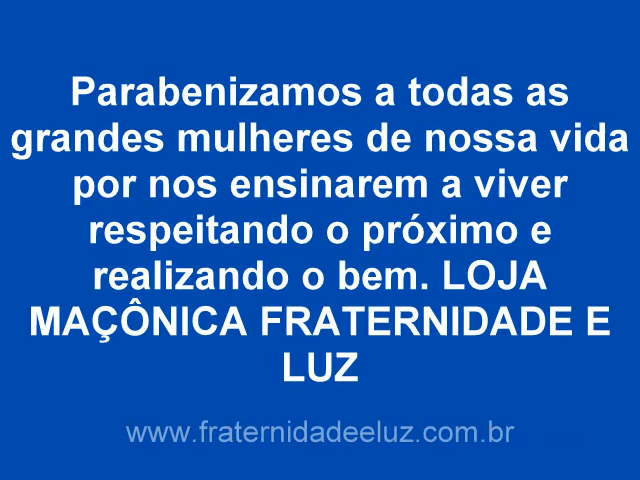 Parabenizamos a todas as
grandes mulheres de nossa vida
por nos ensinarem a viver
respeitando o próximo e
realizando o bem. LOJA
MAÇÔNICA FRATERNIDADE E
LUZ
www.fraternidadeeluz.com.br